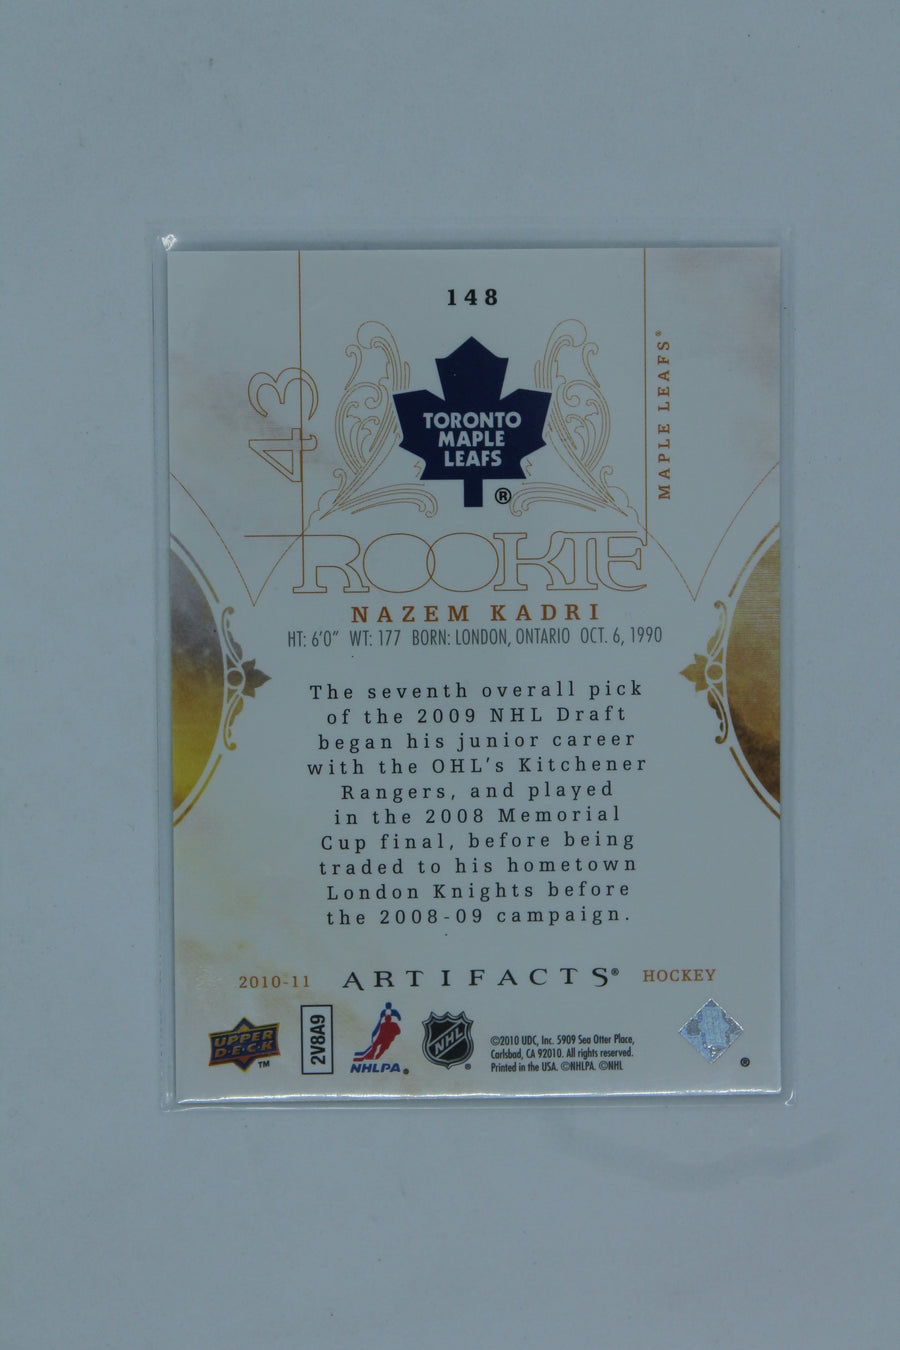 148
43
TORONTO
MAPLE
LEAFS
®
MAPLE LEAFS®
ROOKIE
NAZEM KADRI
HT: 6'0" WT: 177 BORN: LONDON, ONTARIO OCT. 6, 1990
The seventh overall pick
of the 2009 NHL Draft
began his junior career
with the OHL's Kitchener
Rangers, and played
in the 2008 Memorial
Cup final, before being
traded to his hometown
London Knights before
the 2008-09 campaign.
2010-11 ARTIFACTS® HOCKEY
UPPER
DECK
TM
2V8A9
NHLPA®
NHL®
©2010 UDC, Inc. 5909 Sea Otter Place,
Carlsbad, CA 92010. All rights reserved.
Printed in the USA. ©NHLPA. ©NHL
®